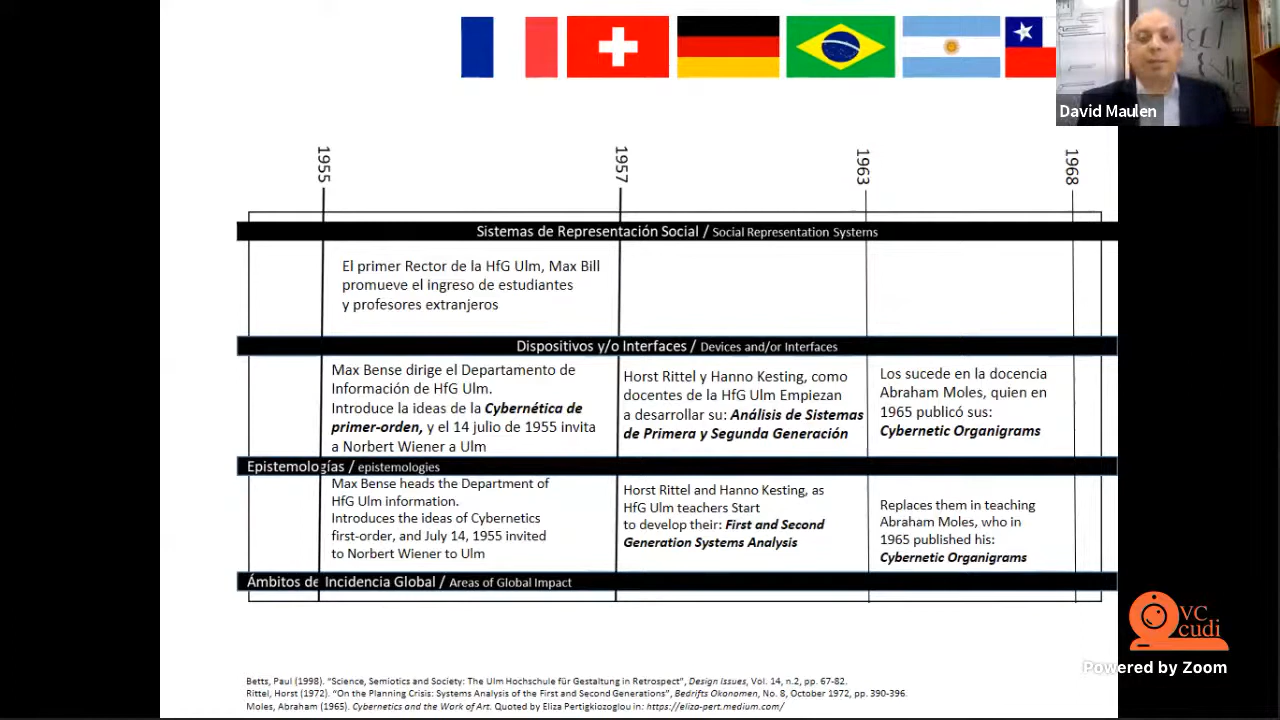 David Maulen
1955
1957
1963
1968
Sistemas de Representación Social / Social Representation Systems
El primer Rector de la HfG Ulm, Max Bill
promueve el ingreso de estudiantes
y profesores extranjeros
Dispositivos y/o Interfaces / Devices and/or Interfaces
Max Bense dirige el Departamento de
Información de HfG Ulm.
Introduce la ideas de la Cybernética de
primer-orden, y el 14 julio de 1955 invita
a Norbert Wiener a Ulm
Horst Rittel y Hanno Kesting, como
docentes de la HfG Ulm Empiezan
a desarrollar su: Análisis de Sistemas
de Primera y Segunda Generación
Los sucede en la docencia
Abraham Moles, quien en
1965 publicó sus:
Cybernetic Organigrams
Epistemologías / epistemologies
Max Bense heads the Department of
HfG Ulm information.
Introduces the ideas of Cybernetics
first-order, and July 14, 1955 invited
to Norbert Wiener to Ulm
Horst Rittel and Hanno Kesting, as
HfG Ulm teachers Start
to develop their: First and Second
Generation Systems Analysis
Replaces them in teaching
Abraham Moles, who in
1965 published his:
Cybernetic Organigrams
Ámbitos de Incidencia Global / Areas of Global Impact
VC
cudi
Powered by Zoom
Betts, Paul (1998). "Science, Semiotics and Society: The Ulm Hochschule für Gestaltung in Retrospect", Design Issues, Vol. 14, n.2, pp. 67-82.
Rittel, Horst (1972). "On the Planning Crisis: Systems Analysis of the First and Second Generations", Bedrifts Okonomen, No. 8, October 1972, pp. 390-396.
Moles, Abraham (1965). Cybernetics and the Work of Art. Quoted by Eliza Pertigkiozoglou in: https://eliza-pert.medium.com/